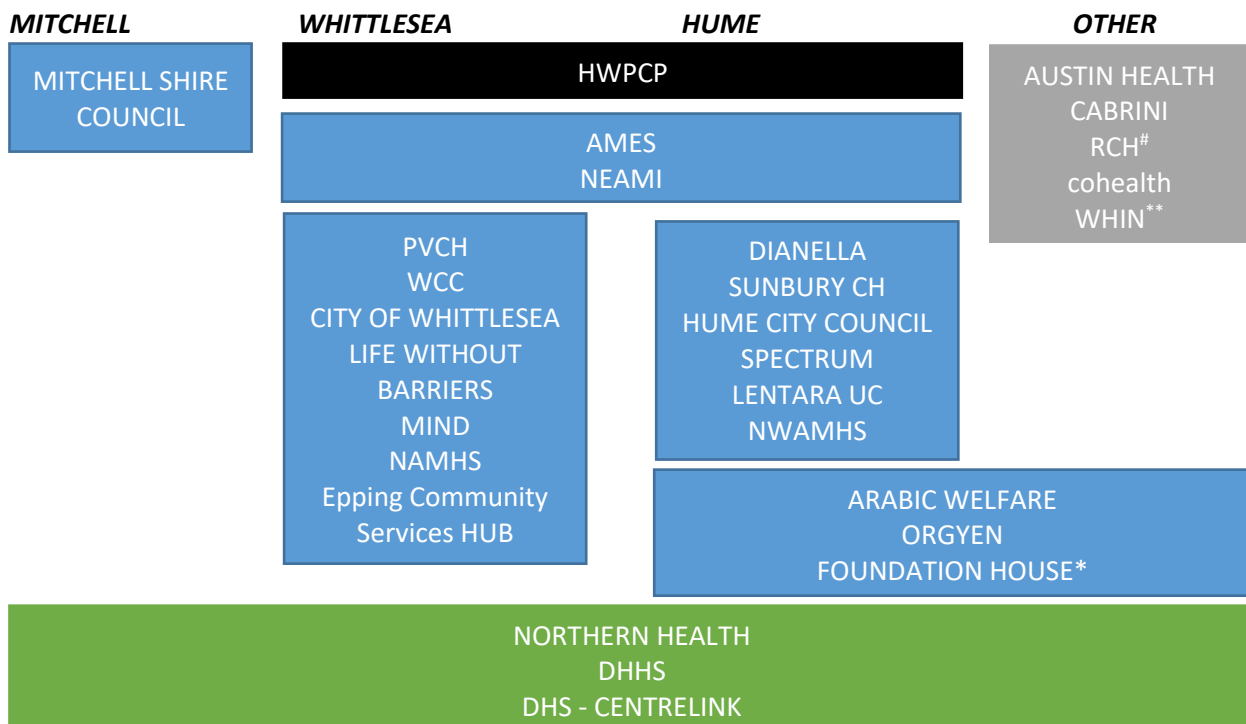 MITCHELL
WHITTLESEA
HUME
OTHER
MITCHELL SHIRE
COUNCIL
HWPCP
AUSTIN HEALTH
CABRINI
RCH#
cohealth
WHIN**
AMES
NEAMI
PVCH
WCC
CITY OF WHITTLESEA
LIFE WITHOUT
BARRIERS
MIND
NAMHS
Epping Community
Services HUB
DIANELLA
SUNBURY CH
HUME CITY COUNCIL
SPECTRUM
LENTARA UC
NWAMHS
ARABIC WELFARE
ORGYEN
FOUNDATION HOUSE*
NORTHERN HEALTH
DHHS
DHS - CENTRELINK